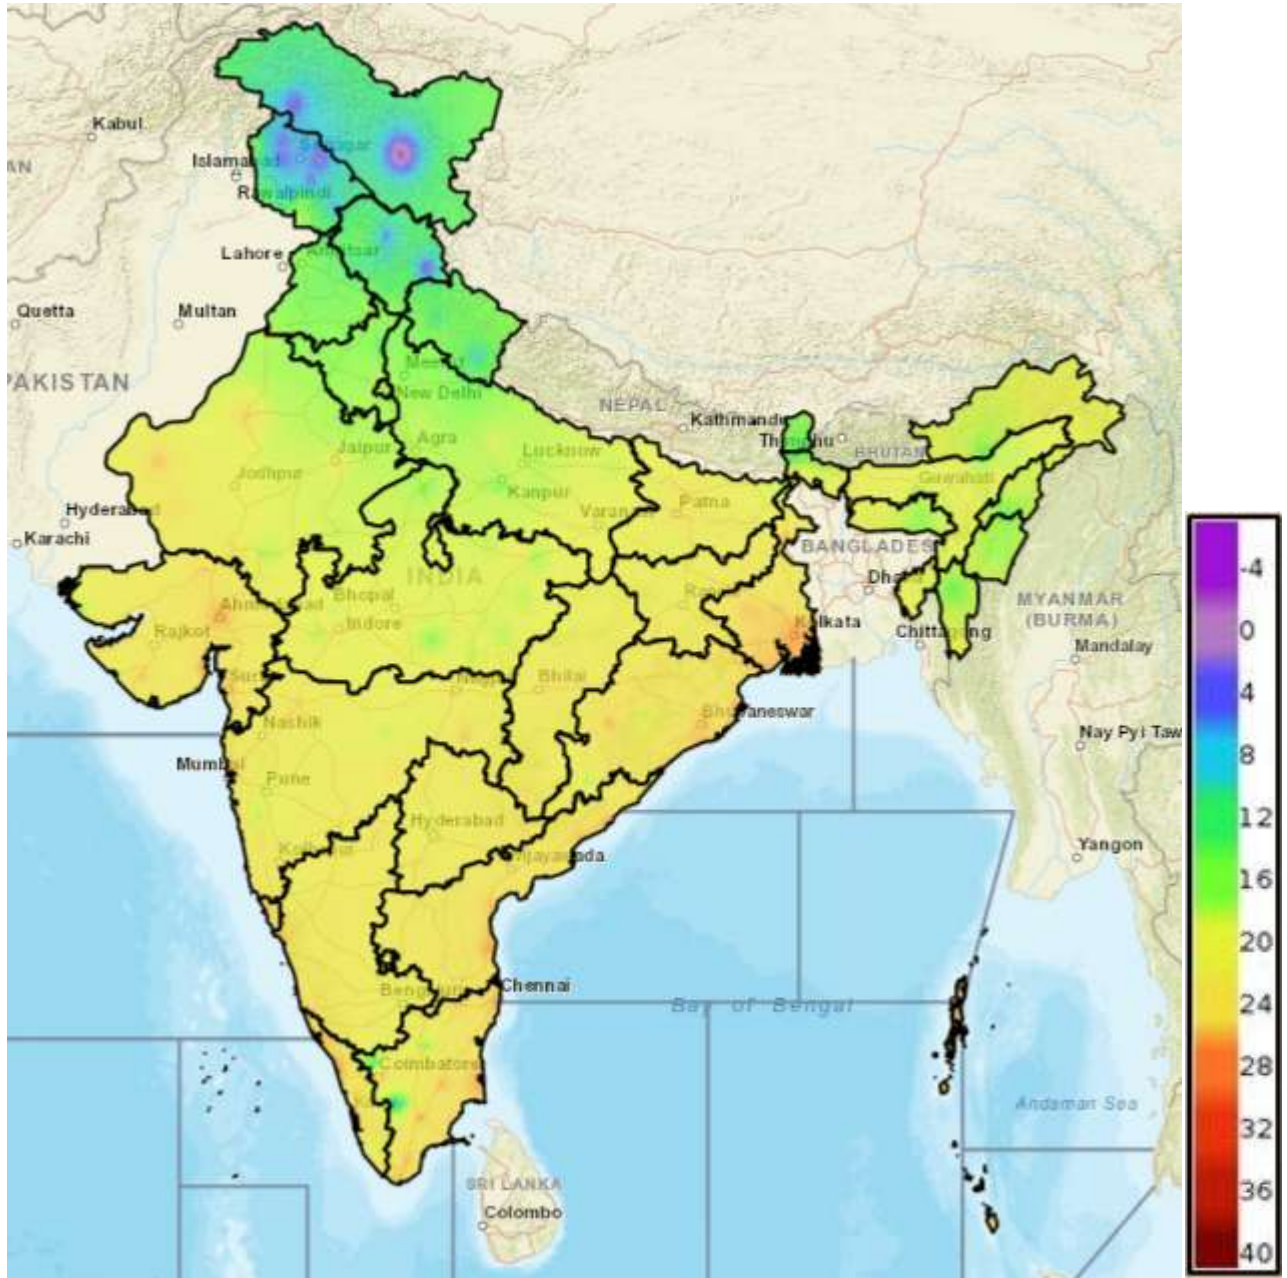 Kabul
Islamabad
AN
Rawalpindi
Lahore
Quetta
Multan
PAKISTAN
New Delhi
NEPAL
Kathmandu
BHUTAN
Jaipur
Agra
Lucknow
Jodhpur
Kanpur
Guwahati
Patna
Hyderabad
Karachi
BANGLADES
INDIA
Dhaka
Bhopal
MYANMAR
(BURMA)
Rajkot
Indore
Kolkata
Chittagong
Mandalay
Bhilai
Nashik
Bhubaneswar
Nay Pyi Taw
Mumbai
Pune
Hyderabad
Yangon
Chennai
Bay of Bengal
Coimbatore
Andaman Sea
SRI LANKA
Colombo
-4
0
4
8
12
16
20
24
28
32
36
40